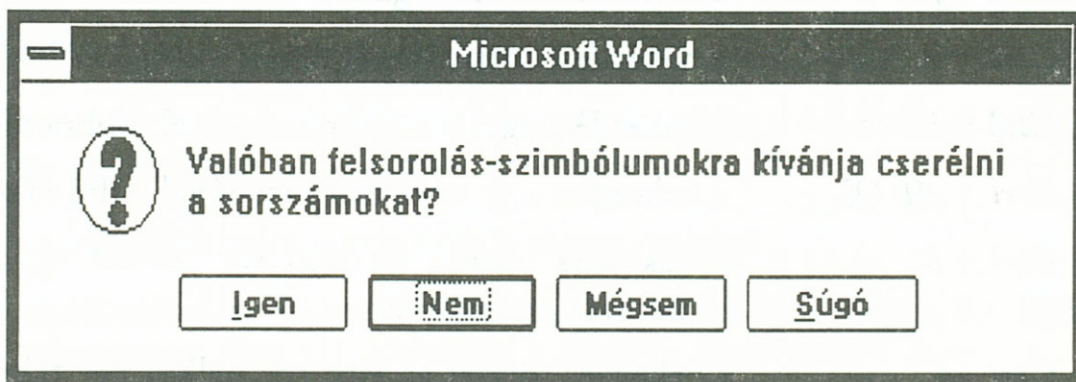 Microsoft Word
Valóban felsorolás-szimbólumokra kívánja cserélni
a sorszámokat?
Igen Nem Mégsem Súgó